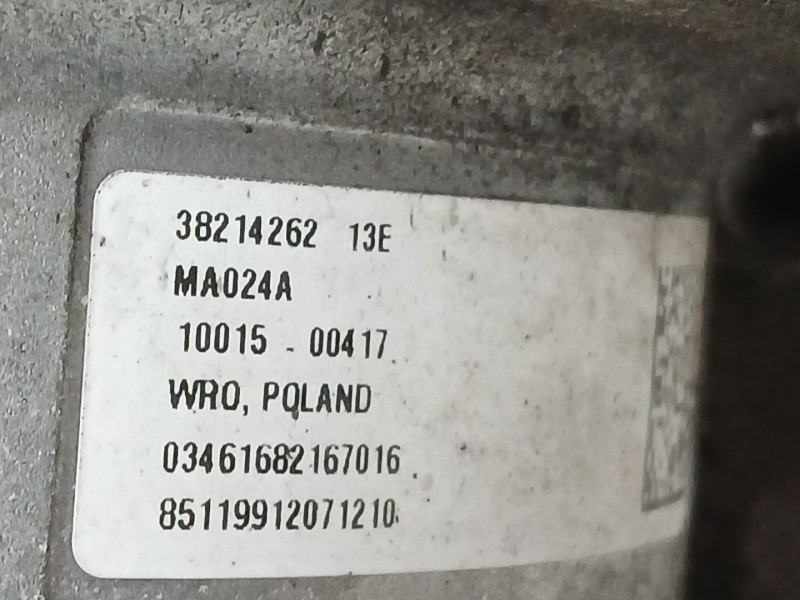 38214262 13E
MA024A
10015 - 00417
WRO, POLAND
03461682167016
85119912071210